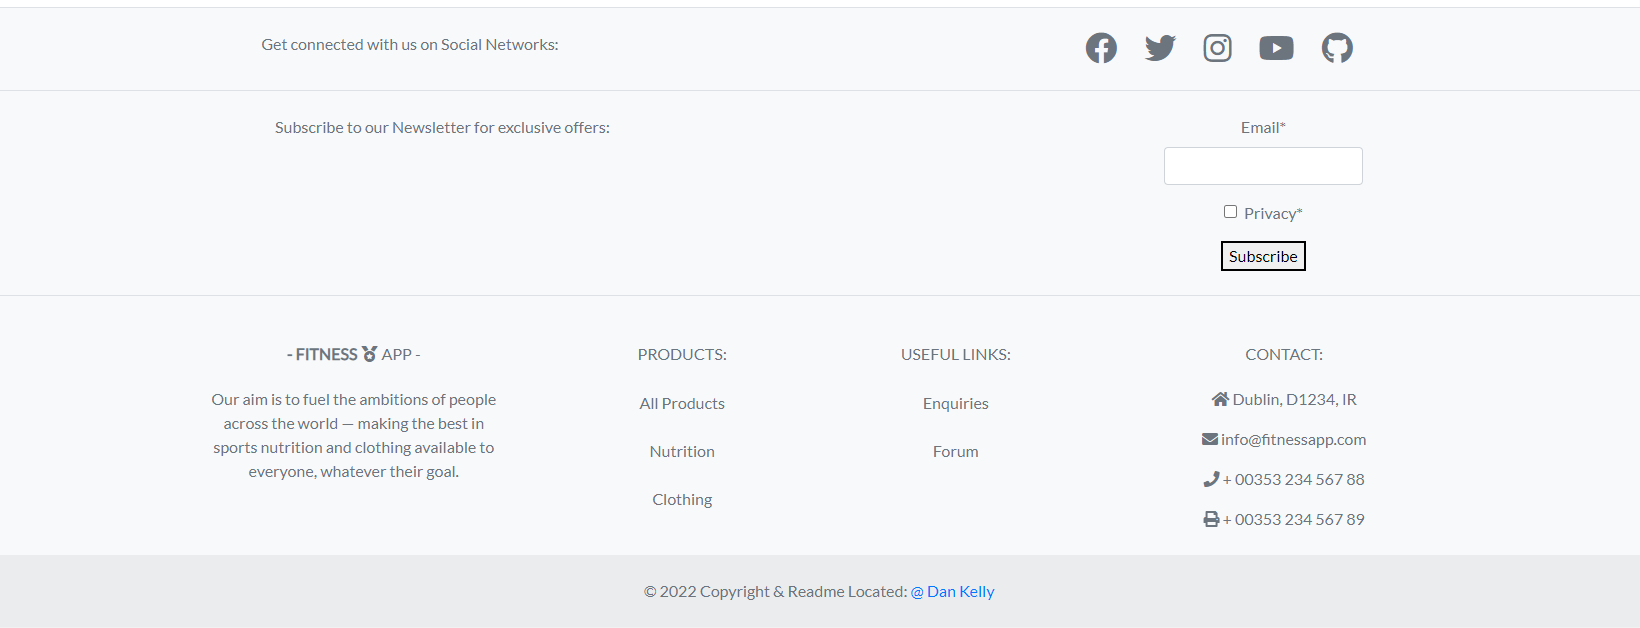 Get connected with us on Social Networks:
Subscribe to our Newsletter for exclusive offers:
Email*
Privacy*
Subscribe
- FITNESS APP -
Our aim is to fuel the ambitions of people
across the world — making the best in
sports nutrition and clothing available to
everyone, whatever their goal.
PRODUCTS:
All Products
Nutrition
Clothing
USEFUL LINKS:
Enquiries
Forum
CONTACT:
Dublin, D1234, IR
info@fitnessapp.com
+ 00353 234 567 88
+ 00353 234 567 89
© 2022 Copyright & Readme Located: @ Dan Kelly